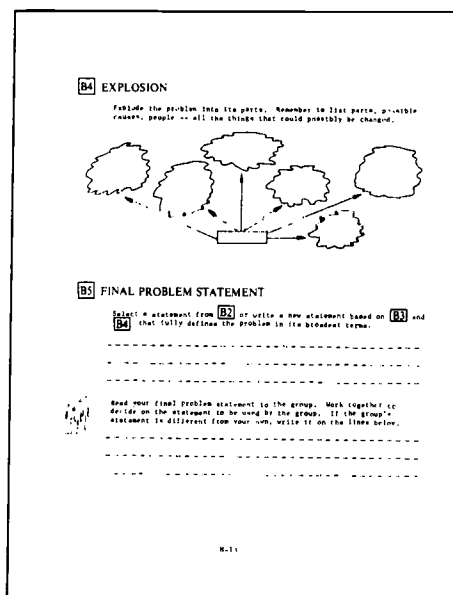 B4 EXPLOSION
Explode the problem into its parts. Remember to list parts, possible
causes, people -- all the things that could possibly be changed.
B5 FINAL PROBLEM STATEMENT
Select a statement from B2 or write a new statement based on B3 and
B4 that fully defines the problem in its broadest terms.
Read your final problem statement to the group. Work together to
decide on the statement to be used by the group. If the group's
statement is different from your own, write it on the lines below.